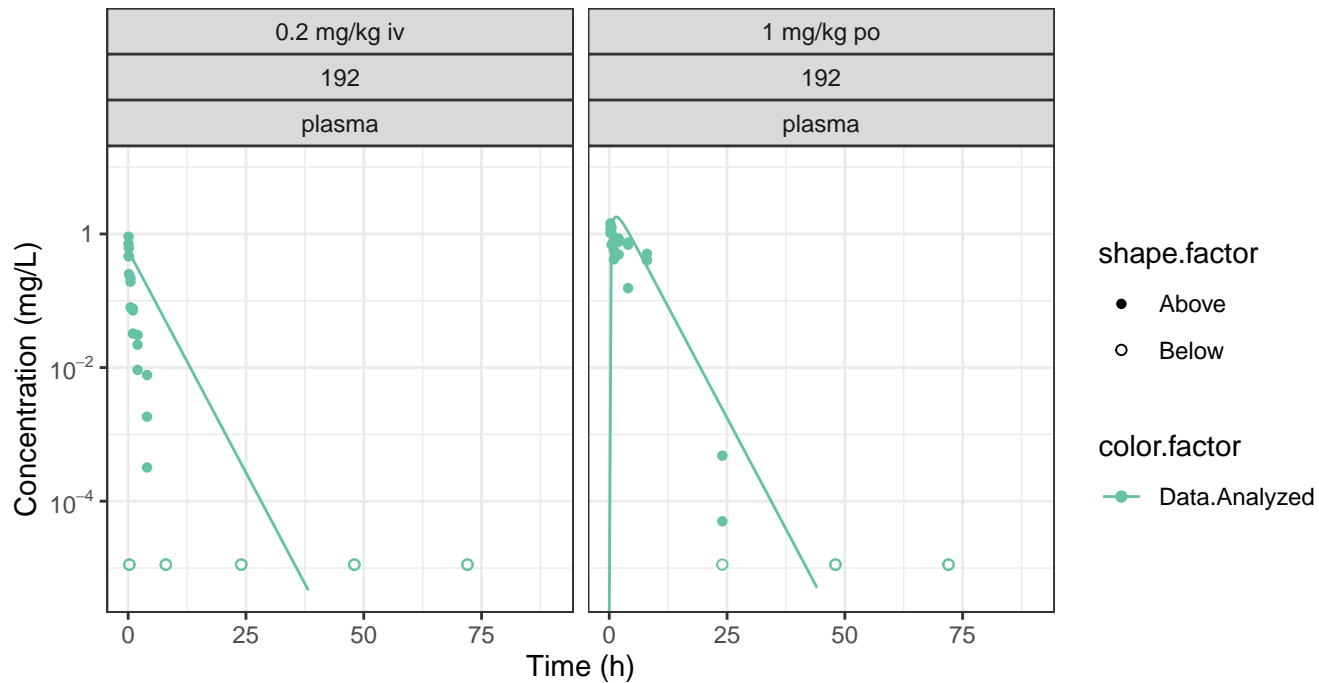 0.2 mg/kg iv
1 mg/kg po
192
192
plasma
plasma
Concentration (mg/L)
1
10⁻²
10⁻⁴
0
25
50
75
0
25
50
75
Time (h)
shape.factor
Above
Below
color.factor
Data.Analyzed